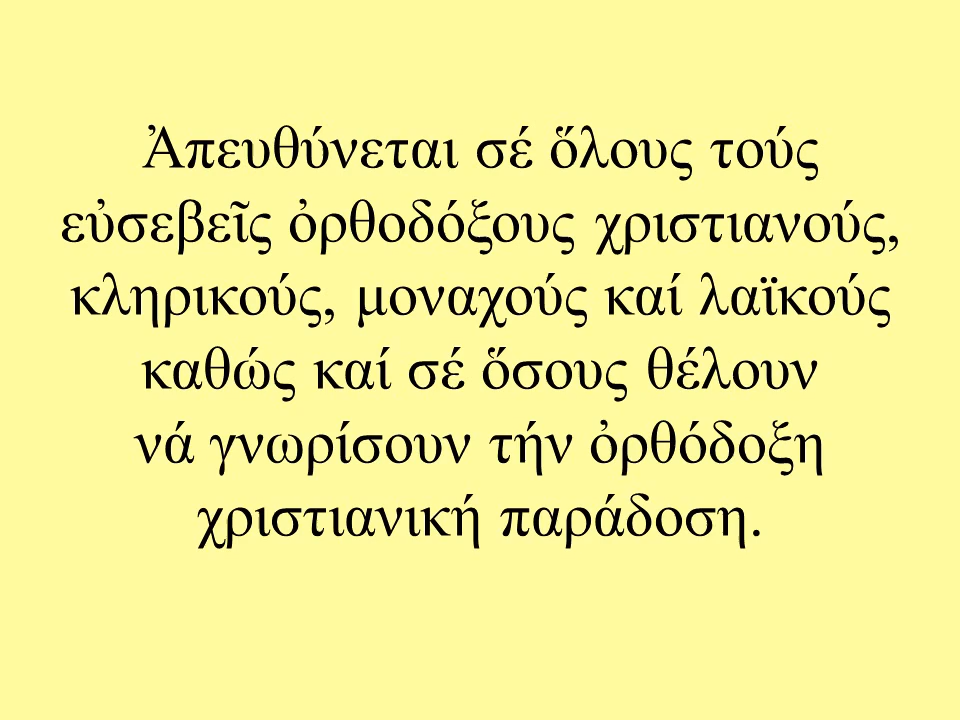 Ἀπευθύνεται σέ ὅλους τούς
εὐσεβεῖς ὀρθοδόξους χριστιανούς,
κληρικούς, μοναχούς καί λαϊκούς
καθώς καί σέ ὅσους θέλουν
νά γνωρίσουν τήν ὀρθόδοξη
χριστιανική παράδοση.